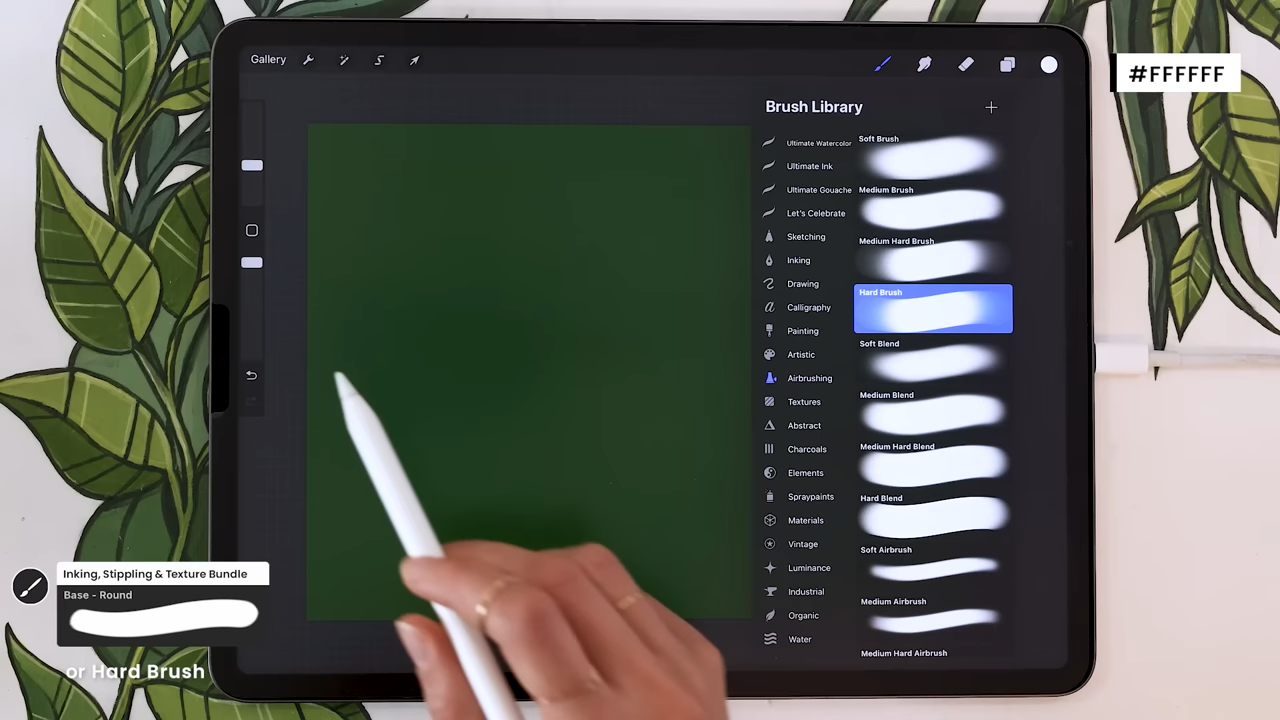 Gallery
#FFFFFF
Brush Library
Ultimate Watercolor
Ultimate Ink
Ultimate Gouache
Let's Celebrate
Sketching
Inking
Drawing
Calligraphy
Painting
Artistic
Airbrushing
Textures
Abstract
Charcoals
Elements
Spraypaints
Materials
Vintage
Luminance
Industrial
Organic
Water
Soft Brush
Medium Brush
Medium Hard Brush
Hard Brush
Soft Blend
Medium Blend
Medium Hard Blend
Hard Blend
Soft Airbrush
Medium Airbrush
Medium Hard Airbrush
Inking, Stippling & Texture Bundle
Base - Round
or Hard Brush